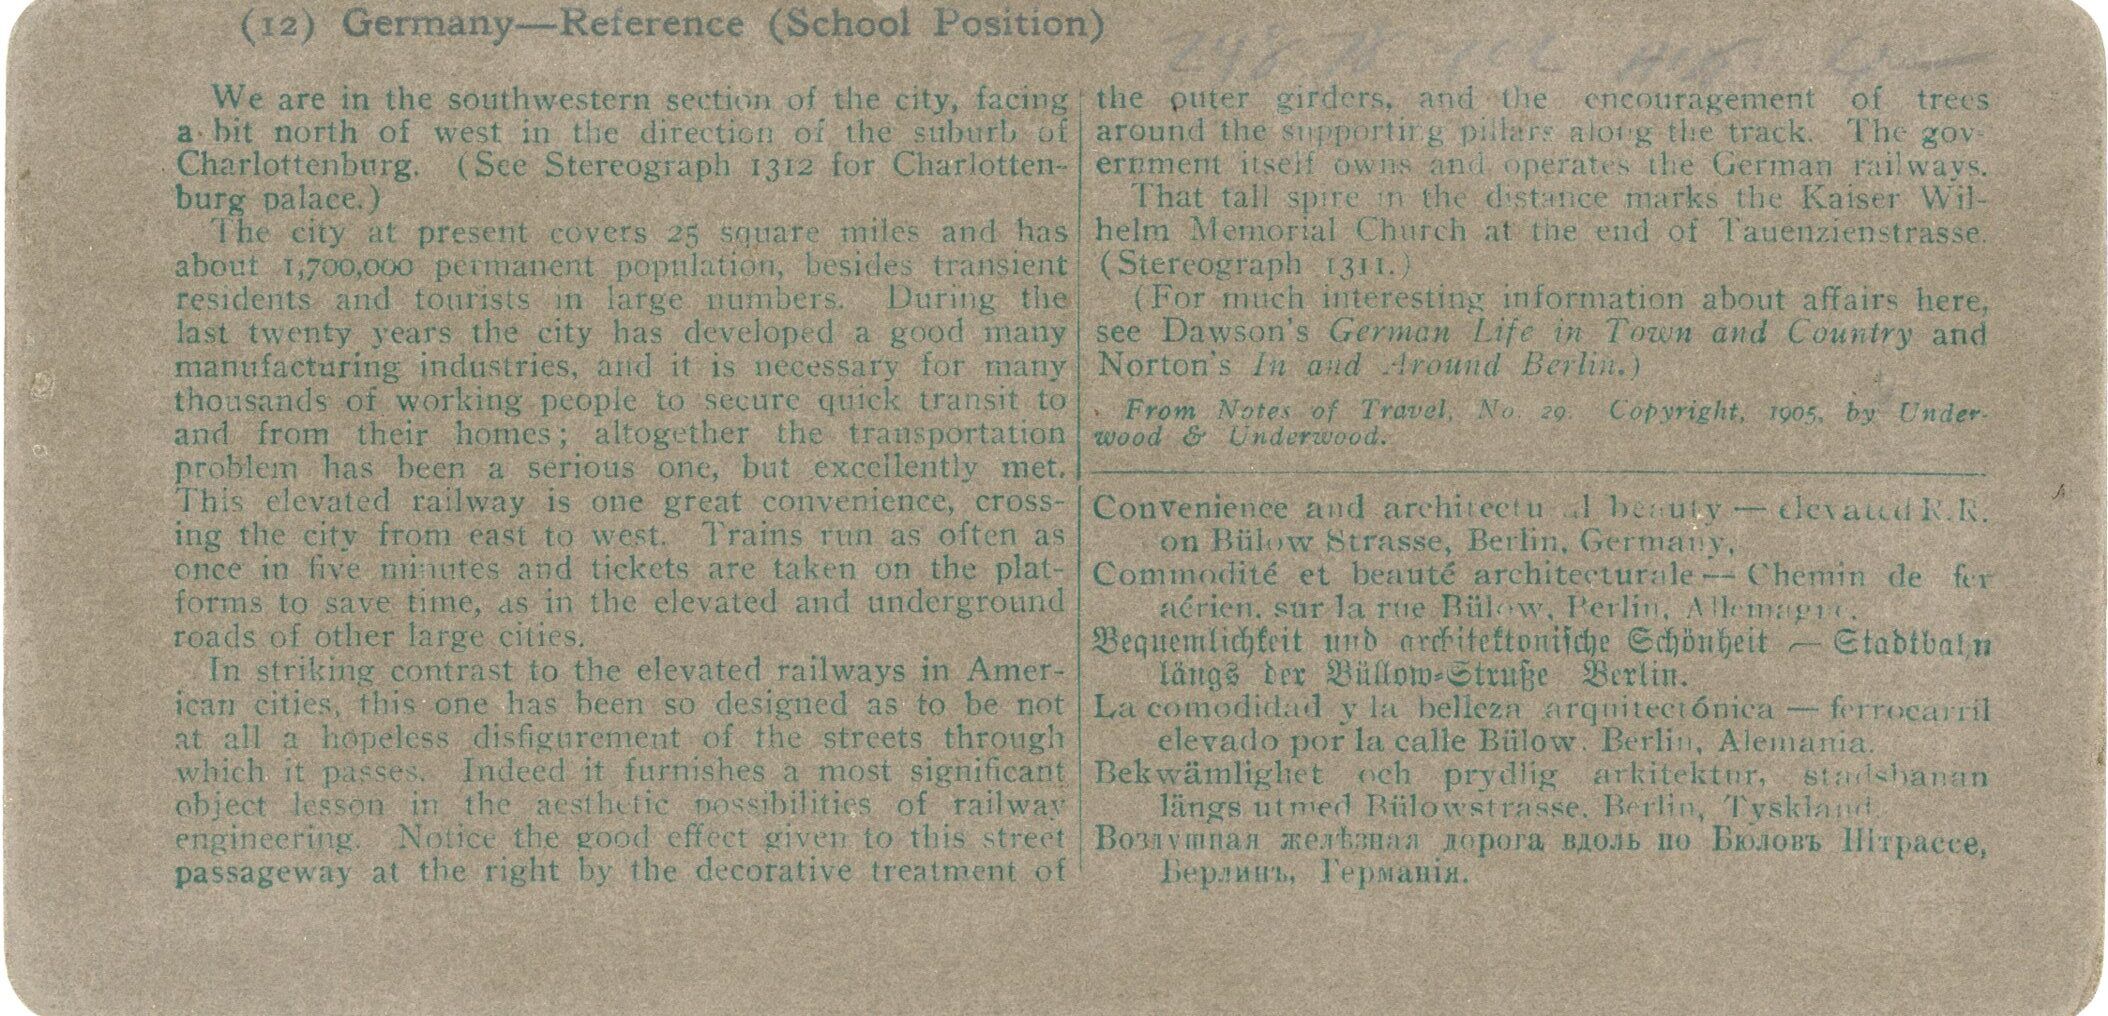 (12) Germany—Reference (School Position)
We are in the southwestern section of the city, facing
a bit north of west in the direction of the suburb of
Charlottenburg. (See Stereograph 1312 for Charlotten-
burg palace.)
The city at present covers 25 square miles and has
about 1,700,000 permanent population, besides transient
residents and tourists in large numbers. During the
last twenty years the city has developed a good many
manufacturing industries, and it is necessary for many
thousands of working people to secure quick transit to
and from their homes; altogether the transportation
problem has been a serious one, but excellently met.
This elevated railway is one great convenience, cross-
ing the city from east to west. Trains run as often as
once in five minutes and tickets are taken on the plat-
forms to save time, as in the elevated and underground
roads of other large cities.
In striking contrast to the elevated railways in Amer-
ican cities, this one has been so designed as to be not
at all a hopeless disfigurement of the streets through
which it passes. Indeed it furnishes a most significant
object lesson in the aesthetic possibilities of railway
engineering. Notice the good effect given to this street
passageway at the right by the decorative treatment of
the outer girders, and the encouragement of trees
around the supporting pillars along the track. The gov-
ernment itself owns and operates the German railways.
That tall spire in the distance marks the Kaiser Wil-
helm Memorial Church at the end of Tauenzienstrasse.
(Stereograph 1311.)
(For much interesting information about affairs here,
see Dawson's German Life in Town and Country and
Norton's In and Around Berlin.)
From Notes of Travel, No. 29. Copyright, 1905, by Under-
wood & Underwood.
Convenience and architectural beauty — elevated R.R.
on Bülow Strasse, Berlin, Germany.
Commodité et beauté architecturale — Chemin de fer
aérien, sur la rue Bülow, Berlin, Allemagne.
Bequemlichkeit und architektonische Schönheit — Stadtbahn
längs der Büllow-Struße Berlin.
La comodidad y la belleza arquitectónica — ferrocarril
elevado por la calle Bülow. Berlin, Alemania.
Bekwämlighet och prydlig arkitektur, stadsbanan
längs utmed Bülowstrasse, Berlin, Tyskland.
Воздушная желѣзная дорога вдоль по Бюловъ Штрассе,
Берлинъ, Германія.